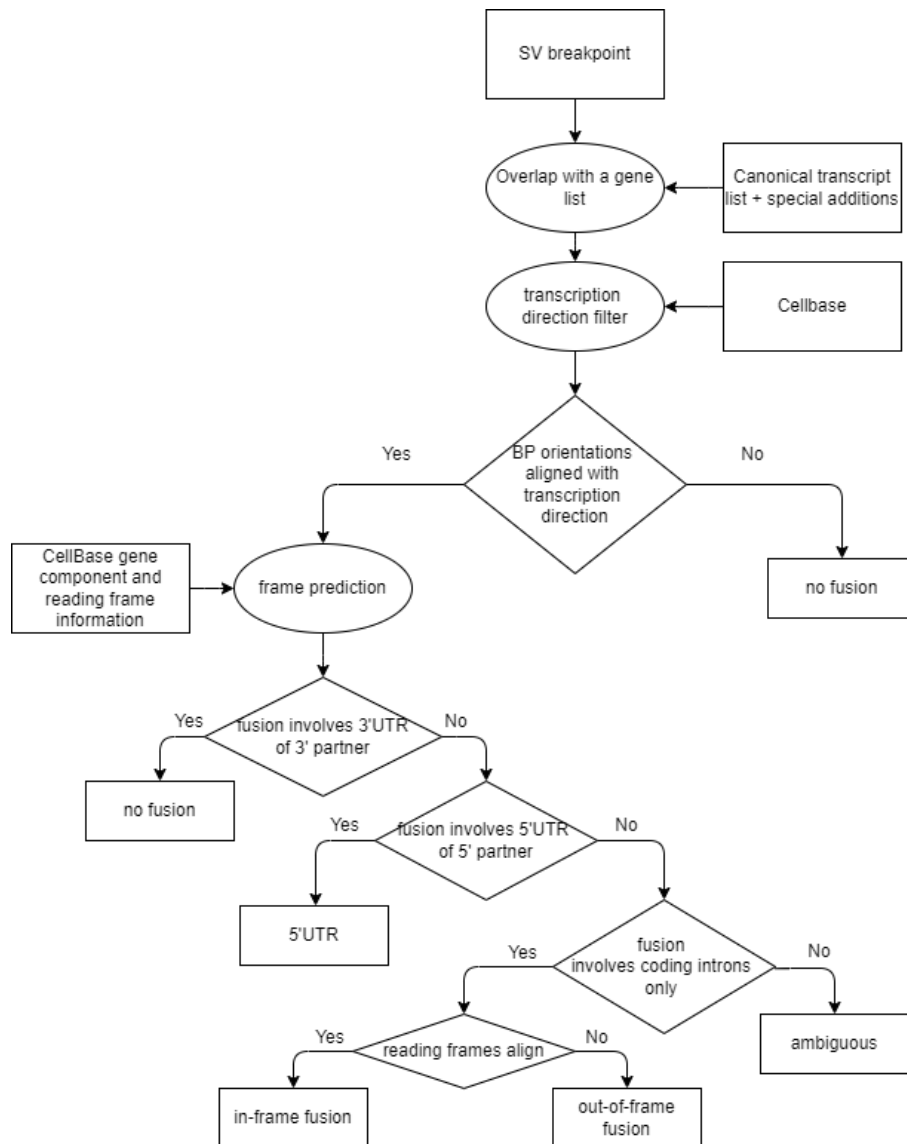 SV breakpoint
Overlap with a gene
list
Canonical transcript
list + special additions
transcription
direction filter
Cellbase
Yes
BP orientations
aligned with
transcription
direction
No
CellBase gene
component and
reading frame
information
frame prediction
no fusion
Yes
fusion involves 3'UTR
of 3' partner
No
no fusion
Yes
fusion involves 5'UTR
of 5' partner
No
5'UTR
Yes
fusion
involves coding introns
only
No
Yes
reading frames align
No
ambiguous
in-frame fusion
out-of-frame
fusion